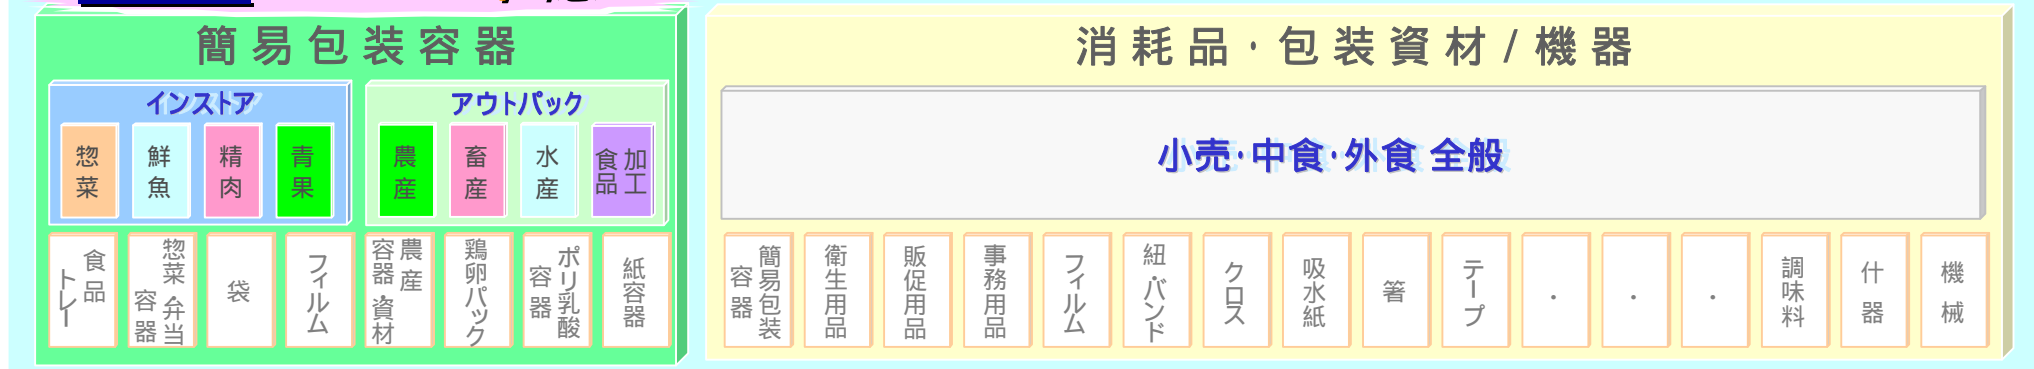 簡易包装容器
インストア
惣菜
鮮魚
精肉
青果
アウトパック
農産
畜産
水産
加工
食品
食品
トレー
惣菜・弁当
容器
袋
フィルム
農産
容器・資材
鶏卵パック
ポリ乳酸
容器
紙容器
消耗品・包装資材/機器
小売・中食・外食 全般
簡易包装
容器
衛生用品
販促用品
事務用品
フィルム
紐・バンド
クロス
吸水紙
箸
テープ
・
・
・
調味料
什器
機械